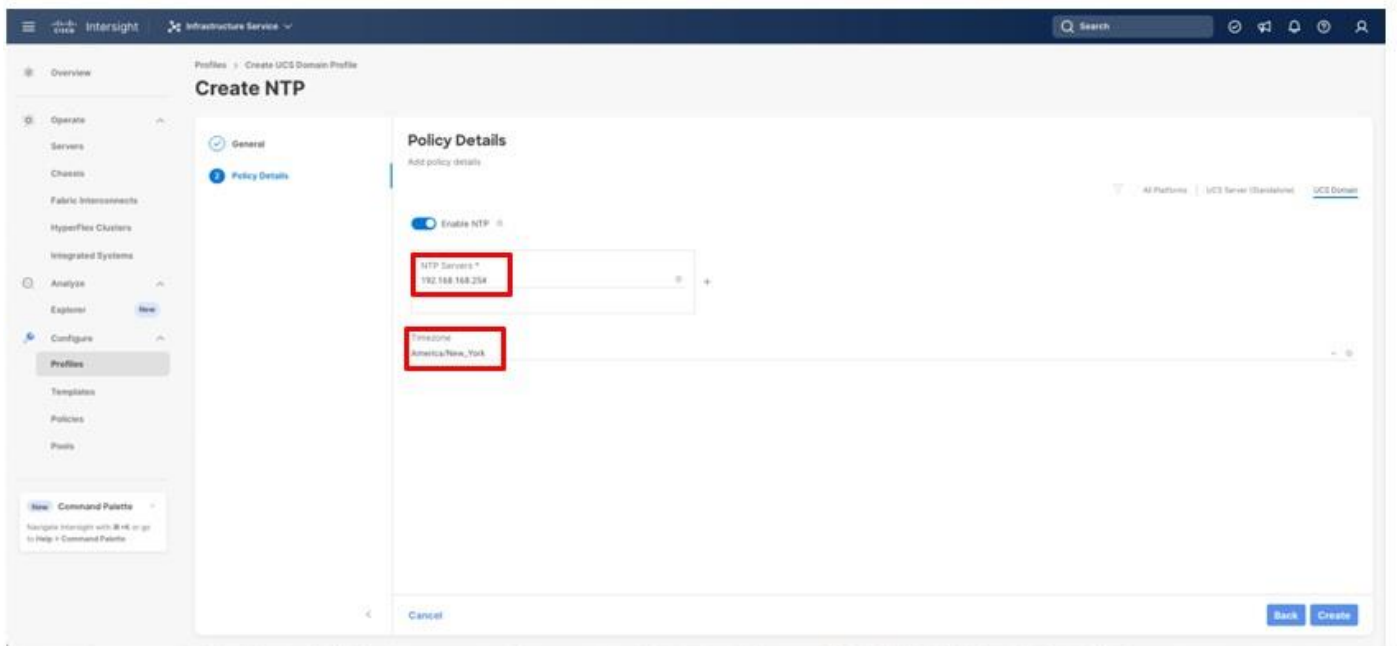 CISCO Intersight Infrastructure Service Search
Overview
Operate
Servers
Chassis
Fabric Interconnects
HyperFlex Clusters
Integrated Systems
Analyze
Explorer New
Configure
Profiles
Templates
Policies
Pools
New Command Palette
Navigate Intersight with ⌘+K or go
to Help > Command Palette
Profiles > Create UCS Domain Profile
Create NTP
General
2 Policy Details
Policy Details
Add policy details
All Platforms | UCS Server (Standalone) UCS Domain
Enable NTP
NTP Servers *
192.168.168.254
Timezone
America/New_York
Cancel Back Create